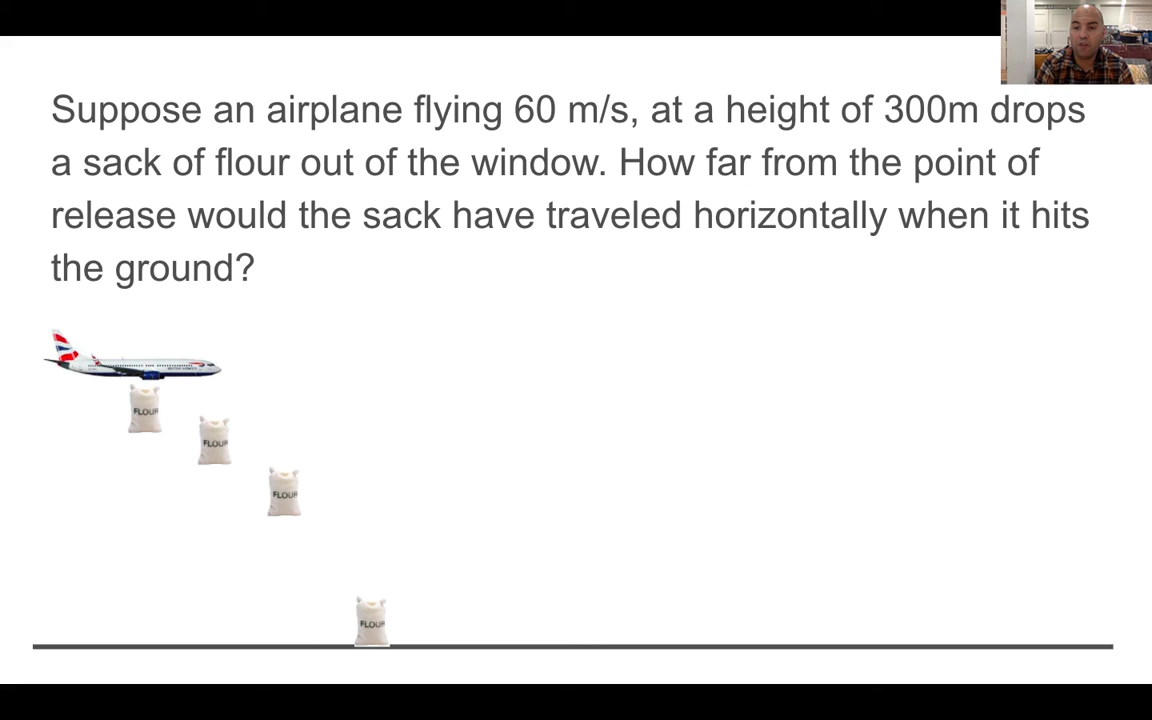 Suppose an airplane flying 60 m/s, at a height of 300m drops
a sack of flour out of the window. How far from the point of
release would the sack have traveled horizontally when it hits
the ground?
FLOUR
FLOUR
FLOUR
FLOUR